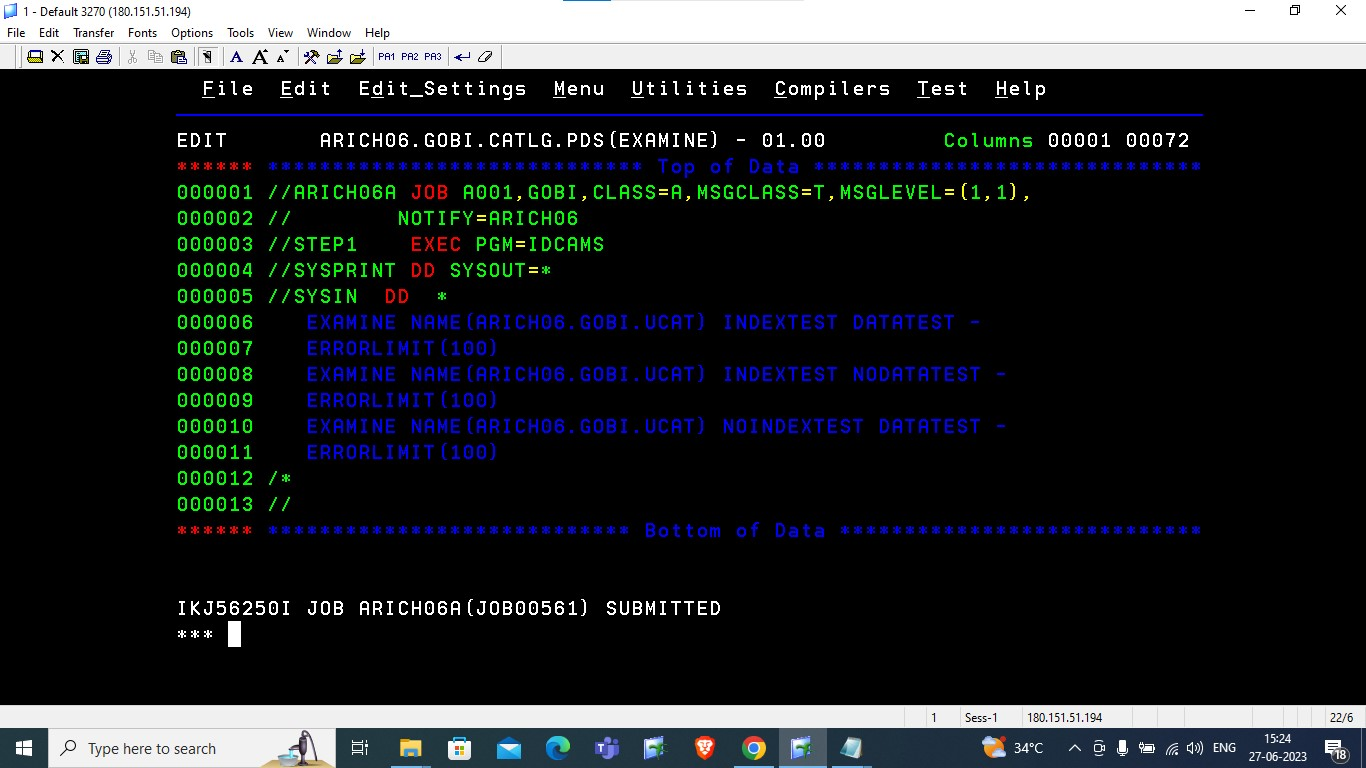 1 - Default 3270 (180.151.51.194)
File Edit Transfer Fonts Options Tools View Window Help
A A A PA1 PA2 PA3
File Edit Edit_Settings Menu Utilities Compilers Test Help
EDIT ARICH06.GOBI.CATLG.PDS(EXAMINE) - 01.00 Columns 00001 00072
****** ***************************** Top of Data ******************************
000001 //ARICH06A JOB A001,GOBI,CLASS=A,MSGCLASS=T,MSGLEVEL=(1,1),
000002 // NOTIFY=ARICH06
000003 //STEP1 EXEC PGM=IDCAMS
000004 //SYSPRINT DD SYSOUT=*
000005 //SYSIN DD *
000006 EXAMINE NAME(ARICH06.GOBI.UCAT) INDEXTEST DATATEST -
000007 ERRORLIMIT(100)
000008 EXAMINE NAME(ARICH06.GOBI.UCAT) INDEXTEST NODATATEST -
000009 ERRORLIMIT(100)
000010 EXAMINE NAME(ARICH06.GOBI.UCAT) NOINDEXTEST DATATEST -
000011 ERRORLIMIT(100)
000012 /*
000013 //
****** **************************** Bottom of Data ****************************
IKJ56250I JOB ARICH06A(JOB00561) SUBMITTED
***
1 Sess-1 180.151.51.194 22/6
Type here to search 34°C ENG 15:24
27-06-2023 18